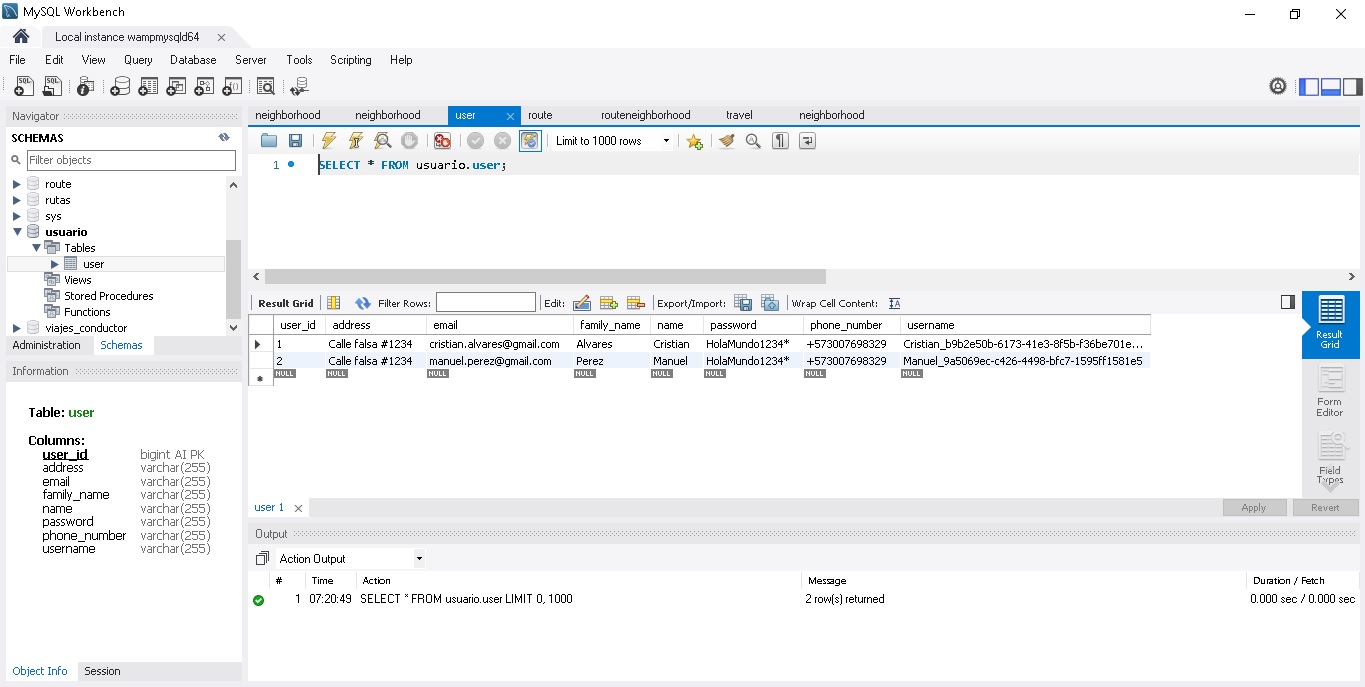 MySQL Workbench
Local instance wampmysqld64
File Edit View Query Database Server Tools Scripting Help
Navigator
SCHEMAS
Filter objects
route
rutas
sys
usuario
Tables
user
Views
Stored Procedures
Functions
viajes_conductor
Administration Schemas
Information
Table: user
Columns:
user_id bigint AI PK
address varchar(255)
email varchar(255)
family_name varchar(255)
name varchar(255)
password varchar(255)
phone_number varchar(255)
username varchar(255)
Object Info Session
neighborhood neighborhood user route routeneighborhood travel neighborhood
Limit to 1000 rows
1 SELECT * FROM usuario.user;
Result Grid Filter Rows: Edit: Export/Import: Wrap Cell Content:
user_id address email family_name name password phone_number username
1 Calle falsa #1234 cristian.alvares@gmail.com Alvares Cristian HolaMundo1234* +573007698329 Cristian_b9b2e50b-6173-41e3-8f5b-f36be701e...
2 Calle falsa #1234 manuel.perez@gmail.com Perez Manuel HolaMundo1234* +573007698329 Manuel_9a5069ec-c426-4498-bfc7-1595ff1581e5
NULL NULL NULL NULL NULL NULL NULL NULL
Result
Grid
Form
Editor
Field
Types
user 1
Apply Revert
Output
Action Output
# Time Action Message Duration / Fetch
1 07:20:49 SELECT * FROM usuario.user LIMIT 0, 1000 2 row(s) returned 0.000 sec / 0.000 sec